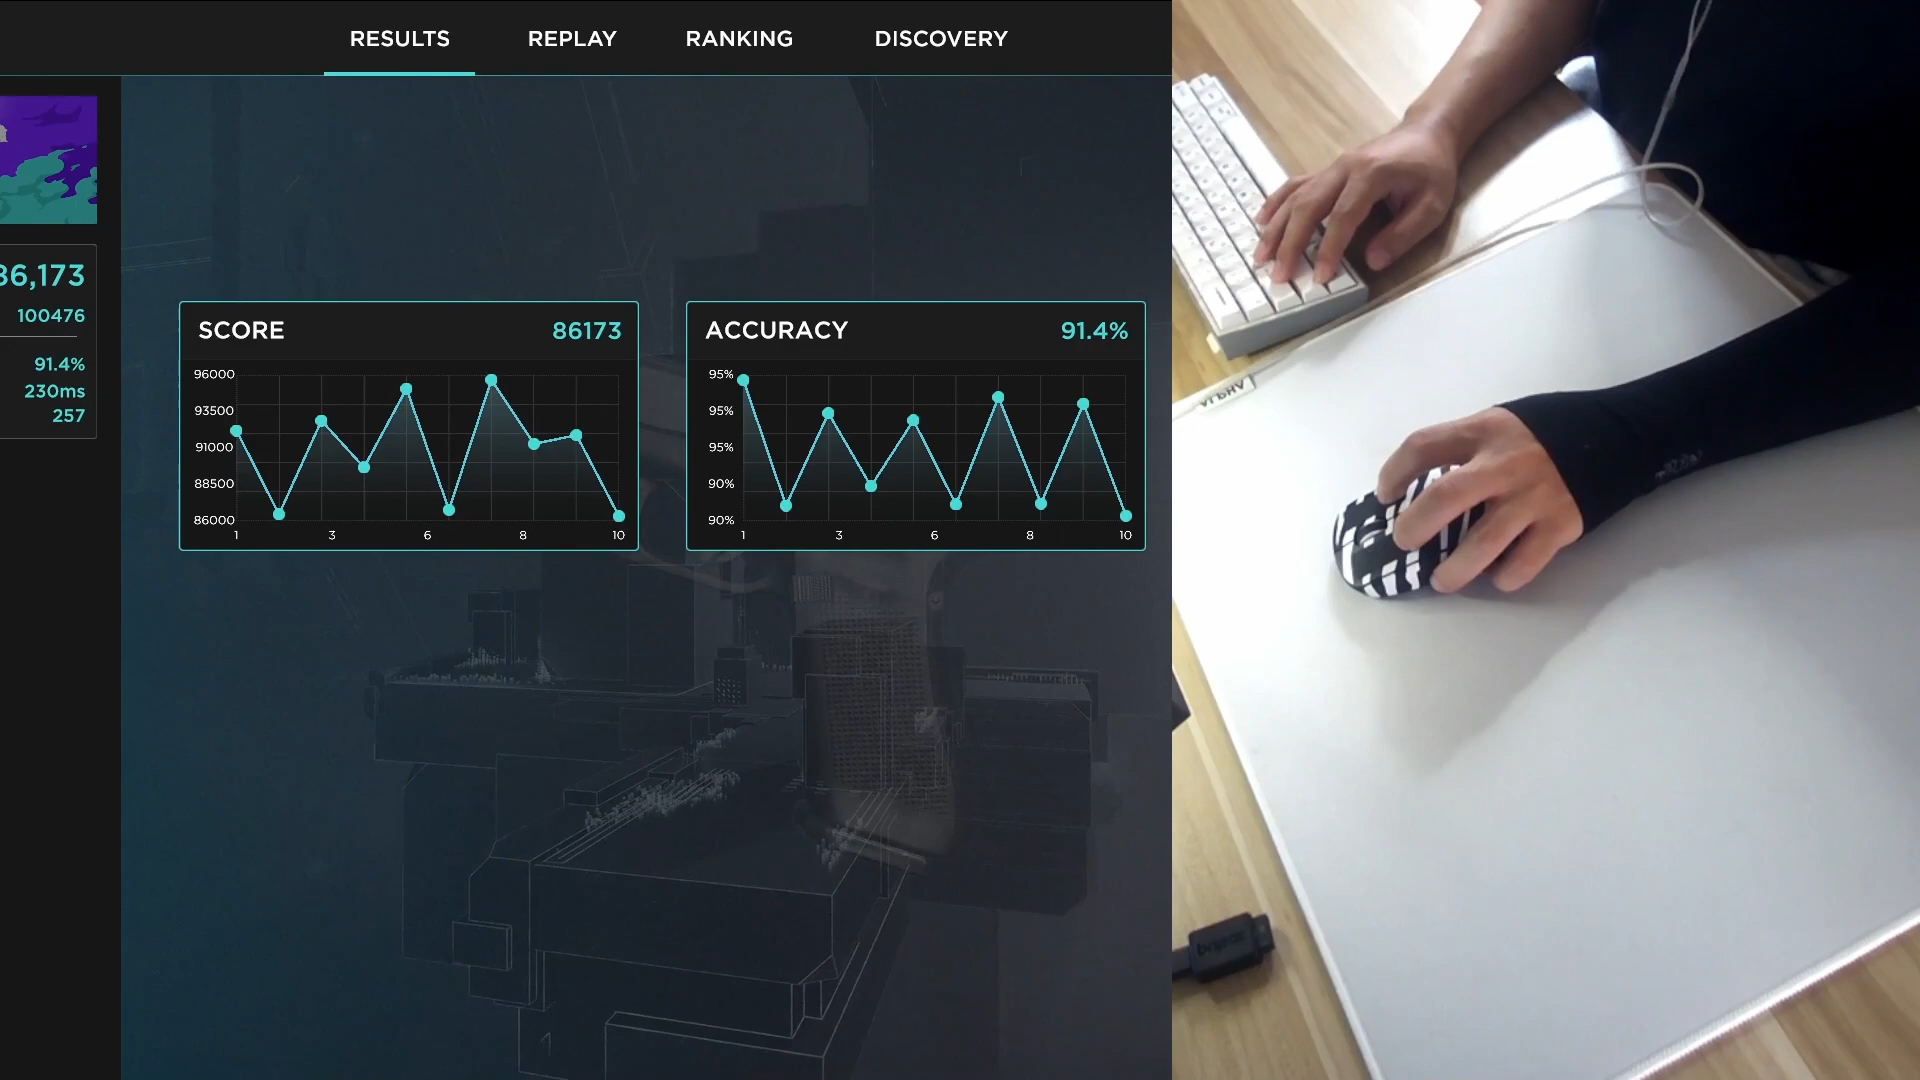 RESULTS REPLAY RANKING DISCOVERY
86,173
100476
91.4%
230ms
257
SCORE 86173
96000
93500
91000
88500
86000
1 3 6 8 10
ACCURACY 91.4%
95%
95%
95%
90%
90%
1 3 6 8 10